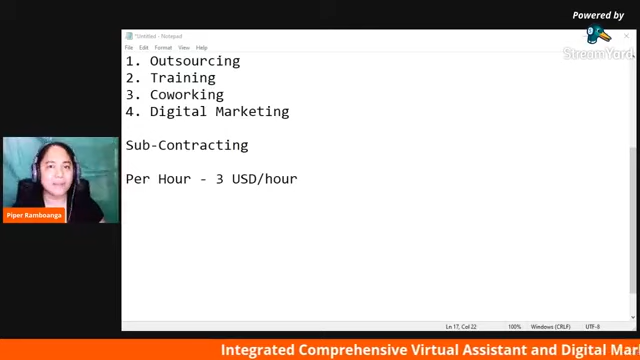 Powered by
StreamYard
*Untitled - Notepad
File Edit Format View Help
1. Outsourcing
2. Training
3. Coworking
4. Digital Marketing
Sub-Contracting
Per Hour - 3 USD/hour
Piper Ramboanga
Ln 17, Col 22 100% Windows (CRLF) UTF-8
Integrated Comprehensive Virtual Assistant and Digital Mar